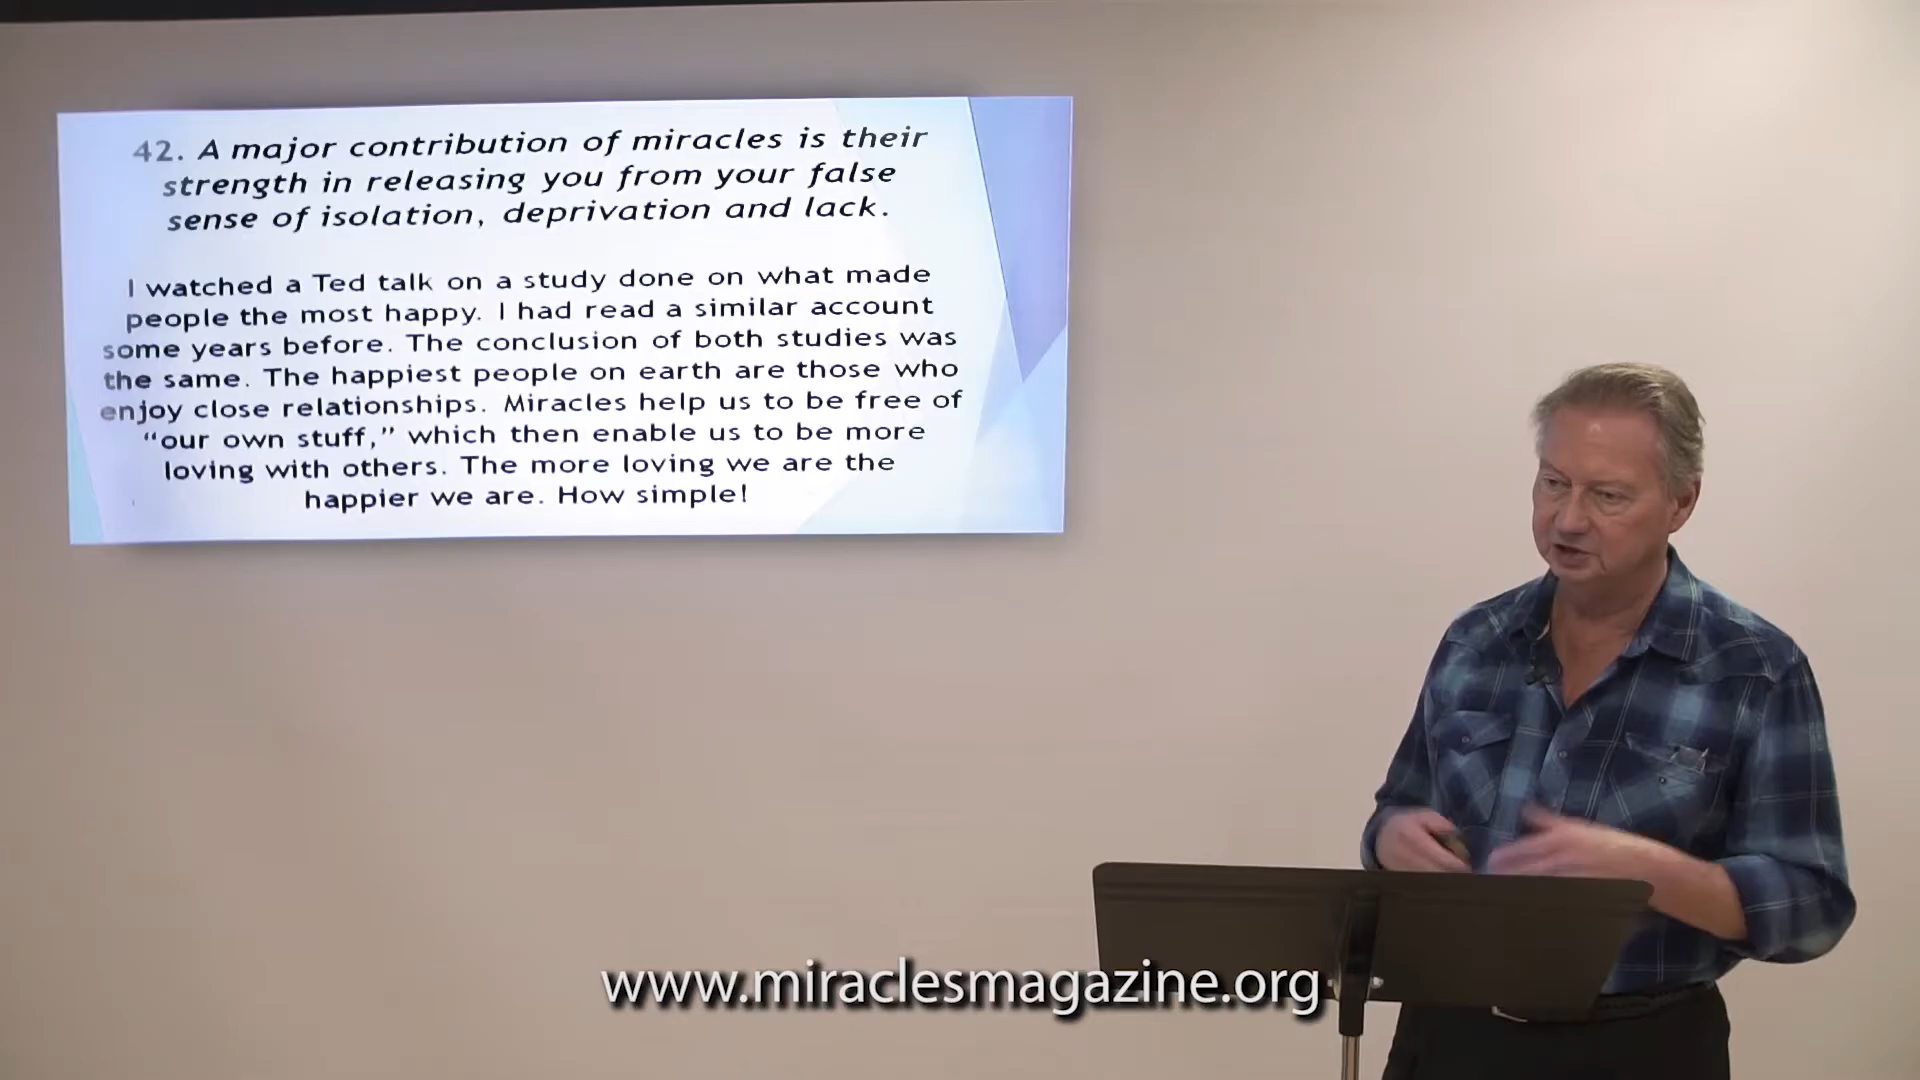 42. A major contribution of miracles is their
strength in releasing you from your false
sense of isolation, deprivation and lack.
I watched a Ted talk on a study done on what made
people the most happy. I had read a similar account
some years before. The conclusion of both studies was
the same. The happiest people on earth are those who
enjoy close relationships. Miracles help us to be free of
“our own stuff,” which then enable us to be more
loving with others. The more loving we are the
happier we are. How simple!
www.miraclesmagazine.org